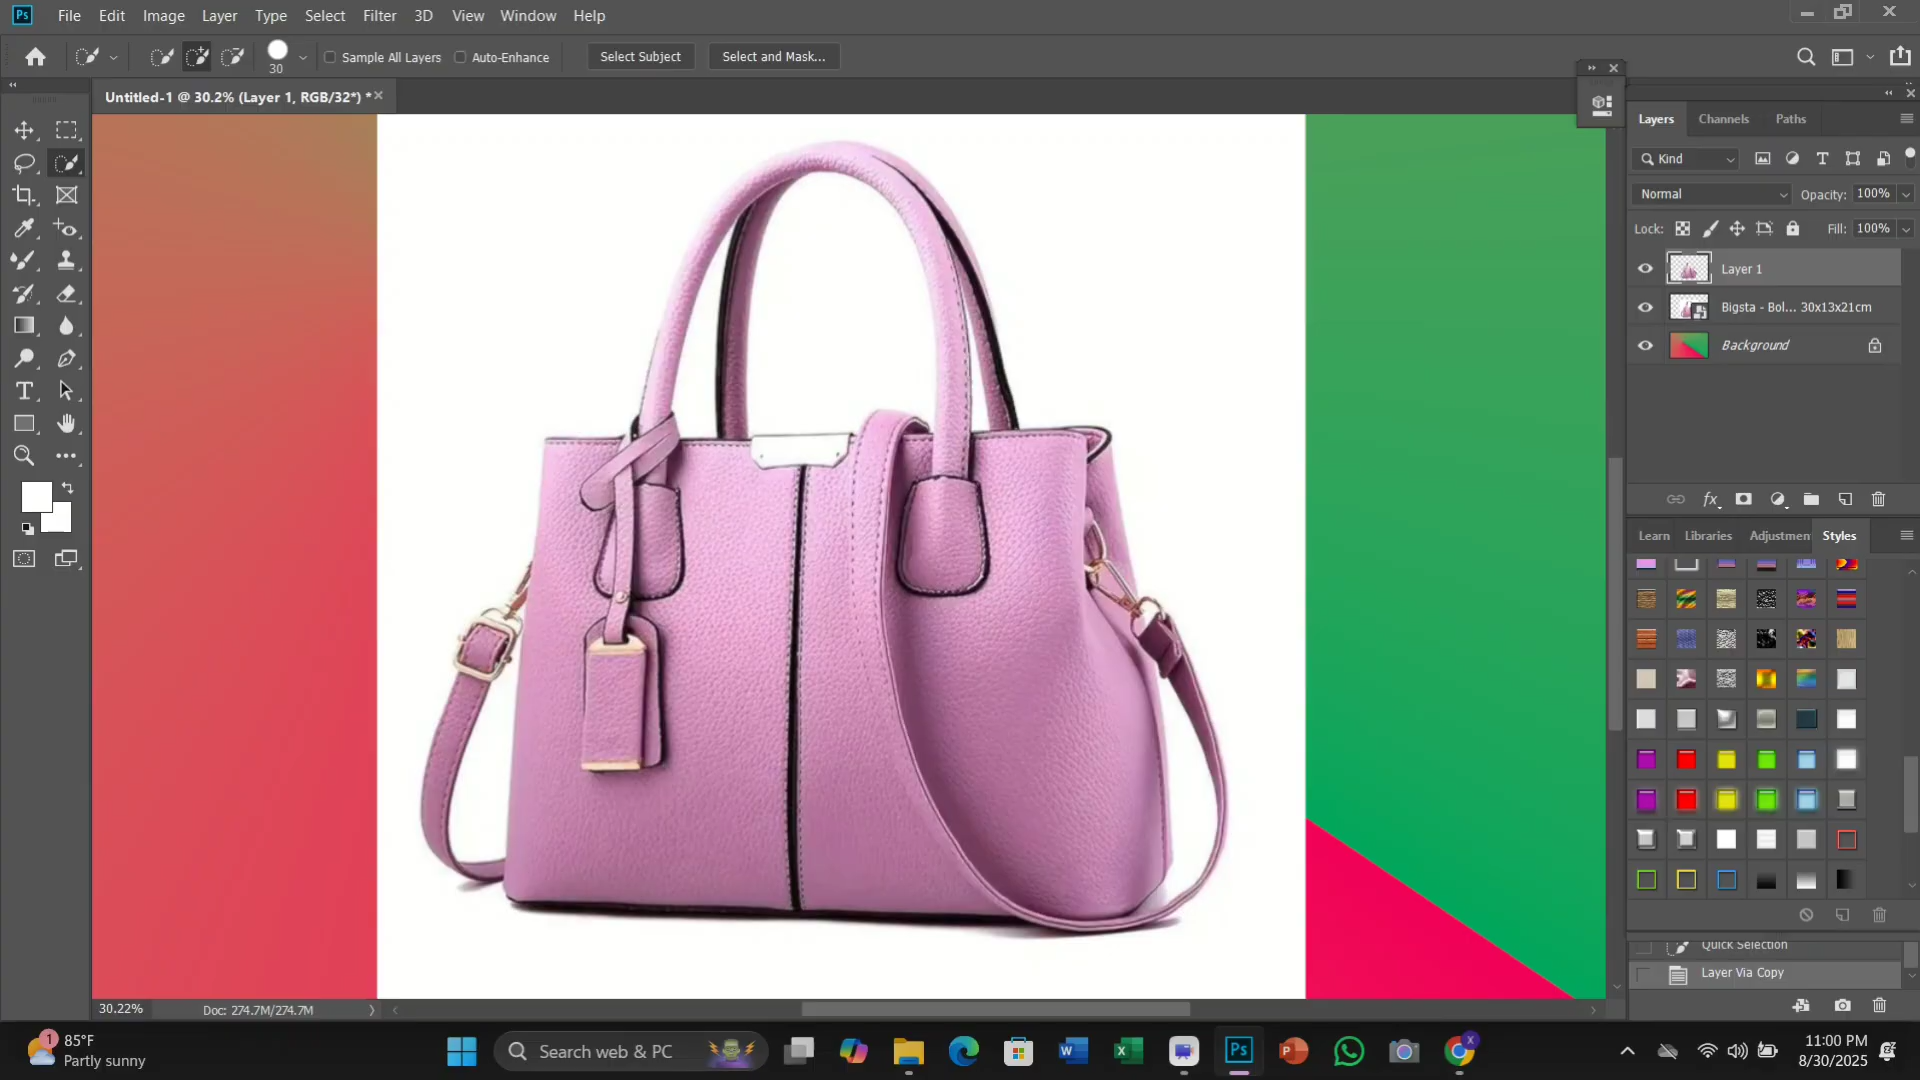 Ps File Edit Image Layer Type Select Filter 3D View Window Help
30 Sample All Layers Auto-Enhance Select Subject Select and Mask...
Untitled-1 @ 30.2% (Layer 1, RGB/32*) *
Layers Channels Paths
Kind
Normal Opacity: 100%
Lock: Fill: 100%
Layer 1
Bigsta - Bol... 30x13x21cm
Background
fx
Learn Libraries Adjustmen Styles
Quick Selection
Layer Via Copy
30.22% Doc: 274.7M/274.7M
1
85°F
Partly sunny
Search web & PC
Ps
11:00 PM
8/30/2025